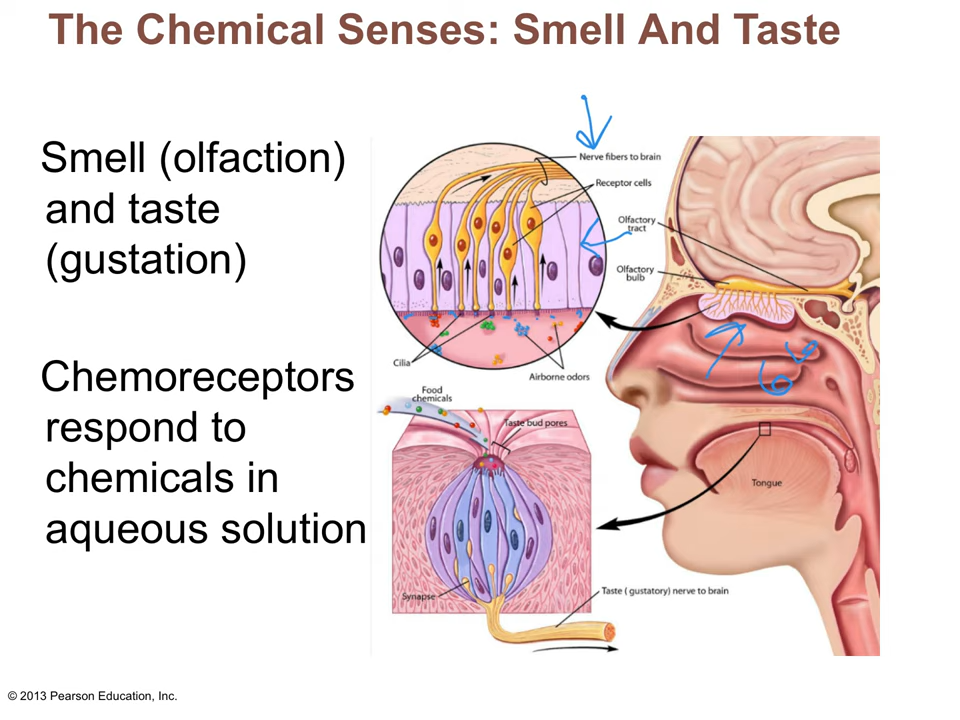 The Chemical Senses: Smell And Taste
Smell (olfaction)
and taste
(gustation)
Chemoreceptors
respond to
chemicals in
aqueous solution
Nerve fibers to brain
Receptor cells
Olfactory
tract
Olfactory
bulb
Cilia
Airborne odors
Food
chemicals
Taste bud pores
Tongue
Synapse
Taste ( gustatory) nerve to brain
© 2013 Pearson Education, Inc.